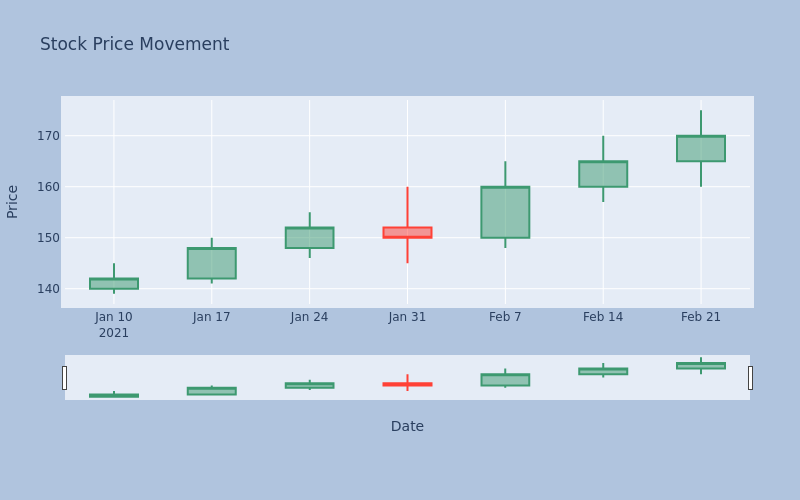 Stock Price Movement
Price
170
160
150
140
Jan 10 Jan 17 Jan 24 Jan 31 Feb 7 Feb 14 Feb 21
2021
Date